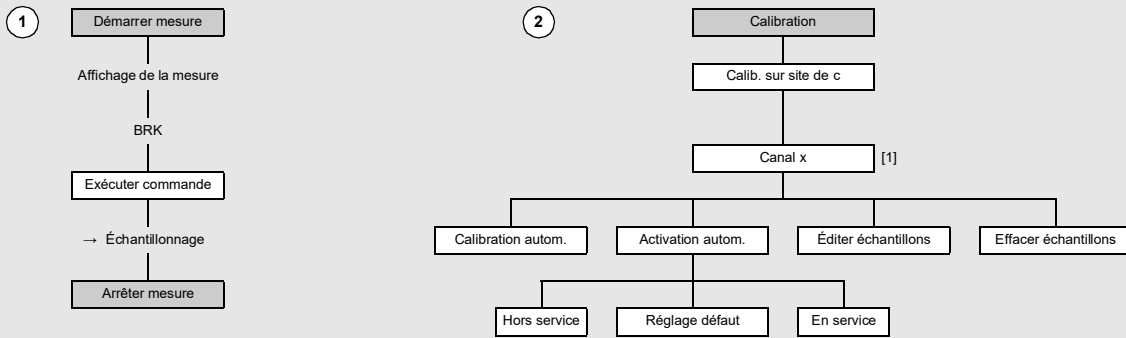 1
Démarrer mesure
Affichage de la mesure
BRK
Exécuter commande
→ Échantillonnage
Arrêter mesure
2
Calibration
Calib. sur site de c
Canal x [1]
Calibration autom. Activation autom. Éditer échantillons Effacer échantillons
Hors service Réglage défaut En service